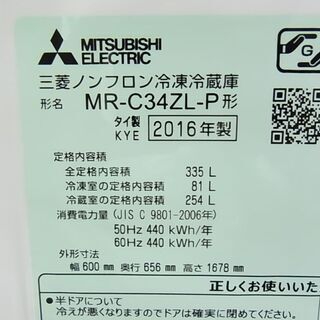 MITSUBISHI
ELECTRIC
三菱ノンフロン冷凍冷蔵庫
形名 MR-C34ZL-P形
タイ製
KYE 2016年製
定格内容積
全定格内容積 335 L
冷凍室の定格内容積 81 L
冷蔵室の定格内容積 254 L
消費電力量(JIS C 9801-2006年)
50Hz 440 kWh/年
60Hz 440 kWh/年
外形寸法
幅 600 mm 奥行 656 mm 高さ 1678 mm
正しくお使いいた
●半ドアについて
冷えが悪くなりますのでドアは確実に閉めてください。
G